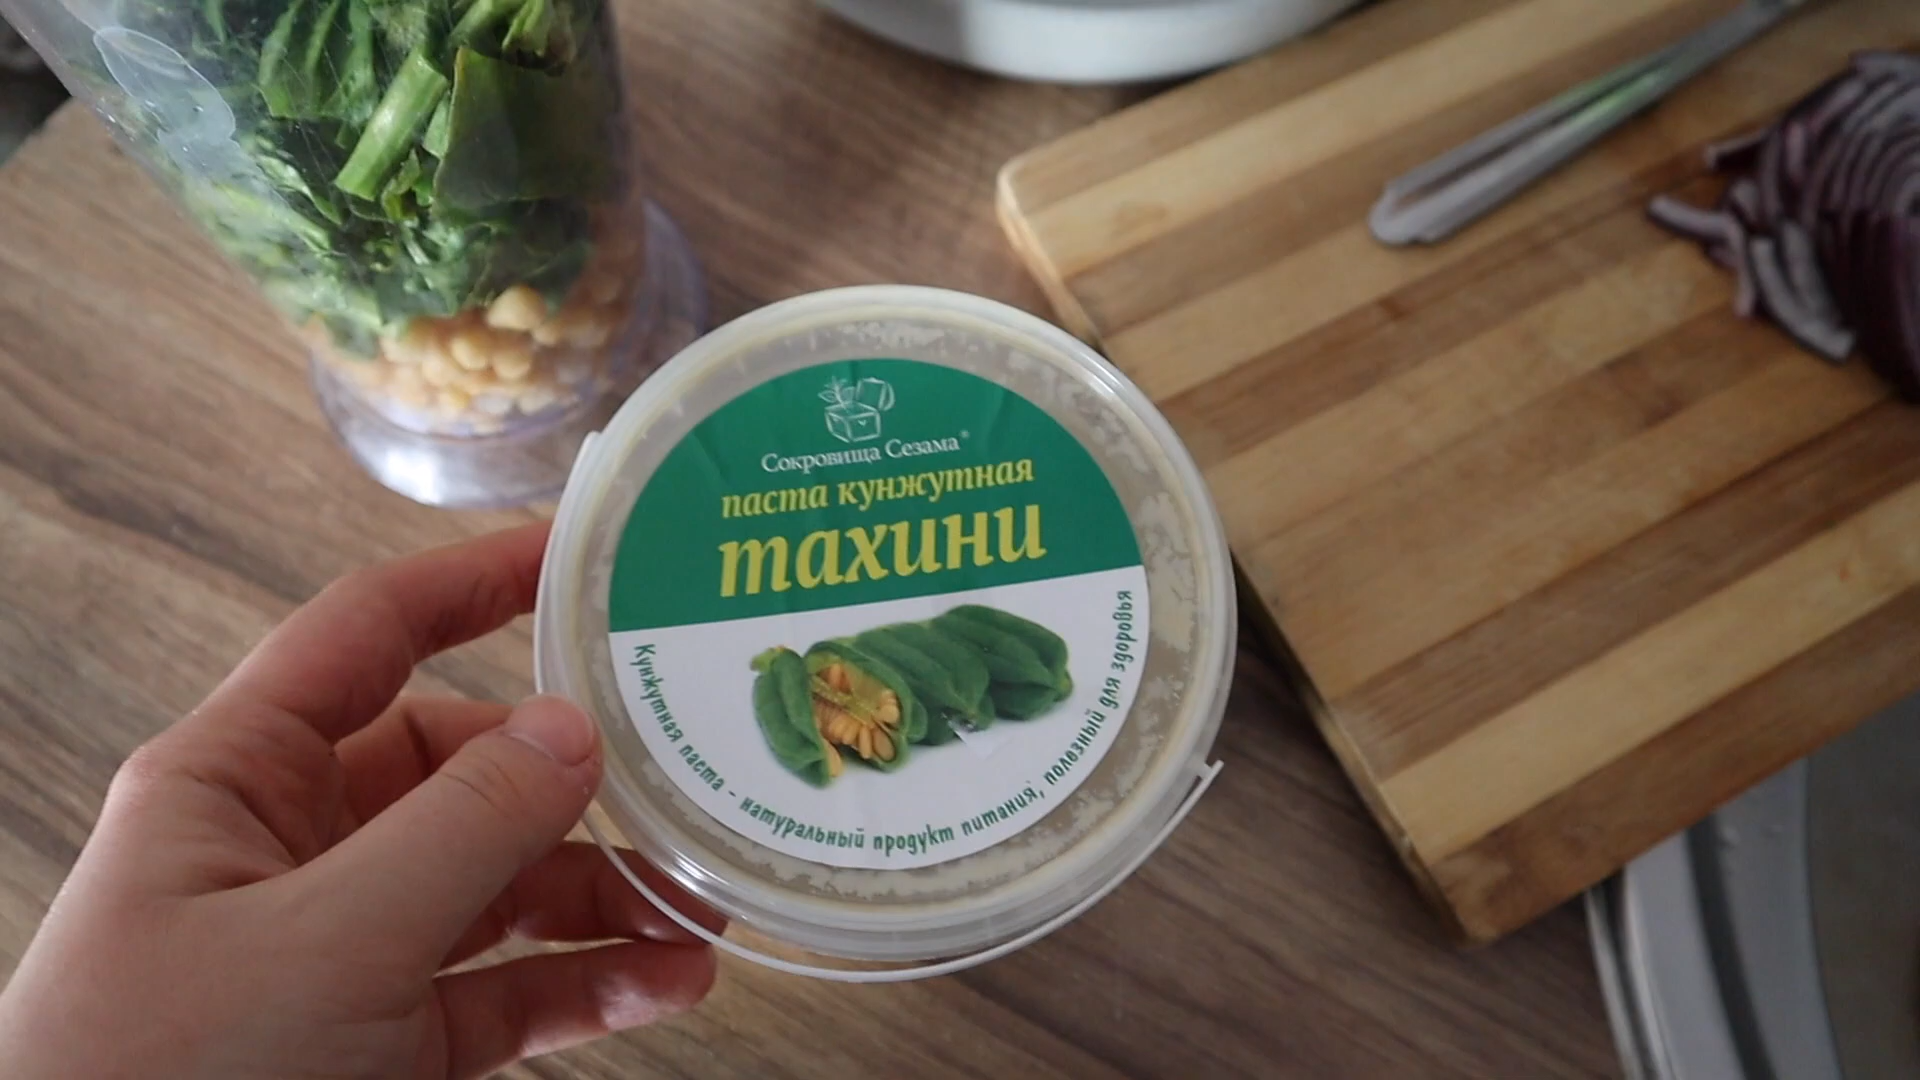 Сокровища Сезама®
паста кунжутная
тахини
Кунжутная паста - натуральный продукт питания, полезный для здоровья